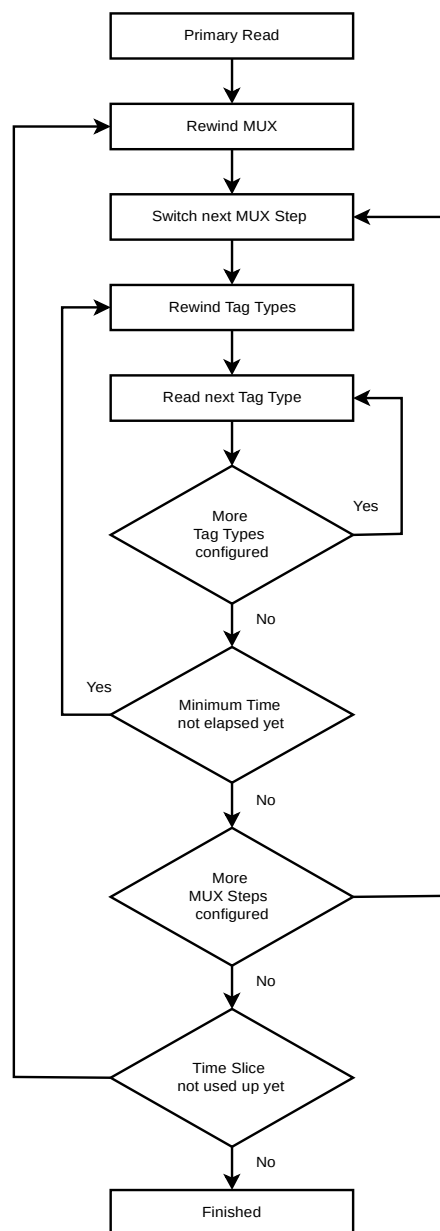 Primary Read
Rewind MUX
Switch next MUX Step
Rewind Tag Types
Read next Tag Type
More
Tag Types
configured
Yes
No
Yes
Minimum Time
not elapsed yet
No
More
MUX Steps
configured
No
Time Slice
not used up yet
No
Finished